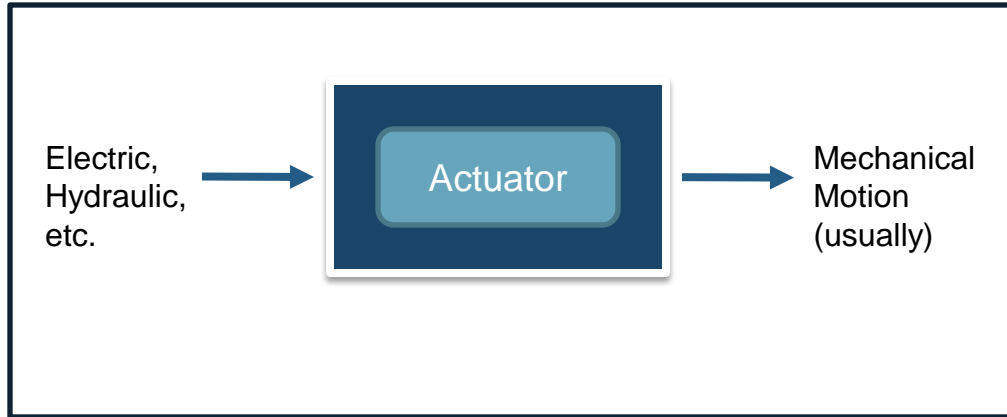 Electric,
Hydraulic,
etc.
Actuator
Mechanical
Motion
(usually)